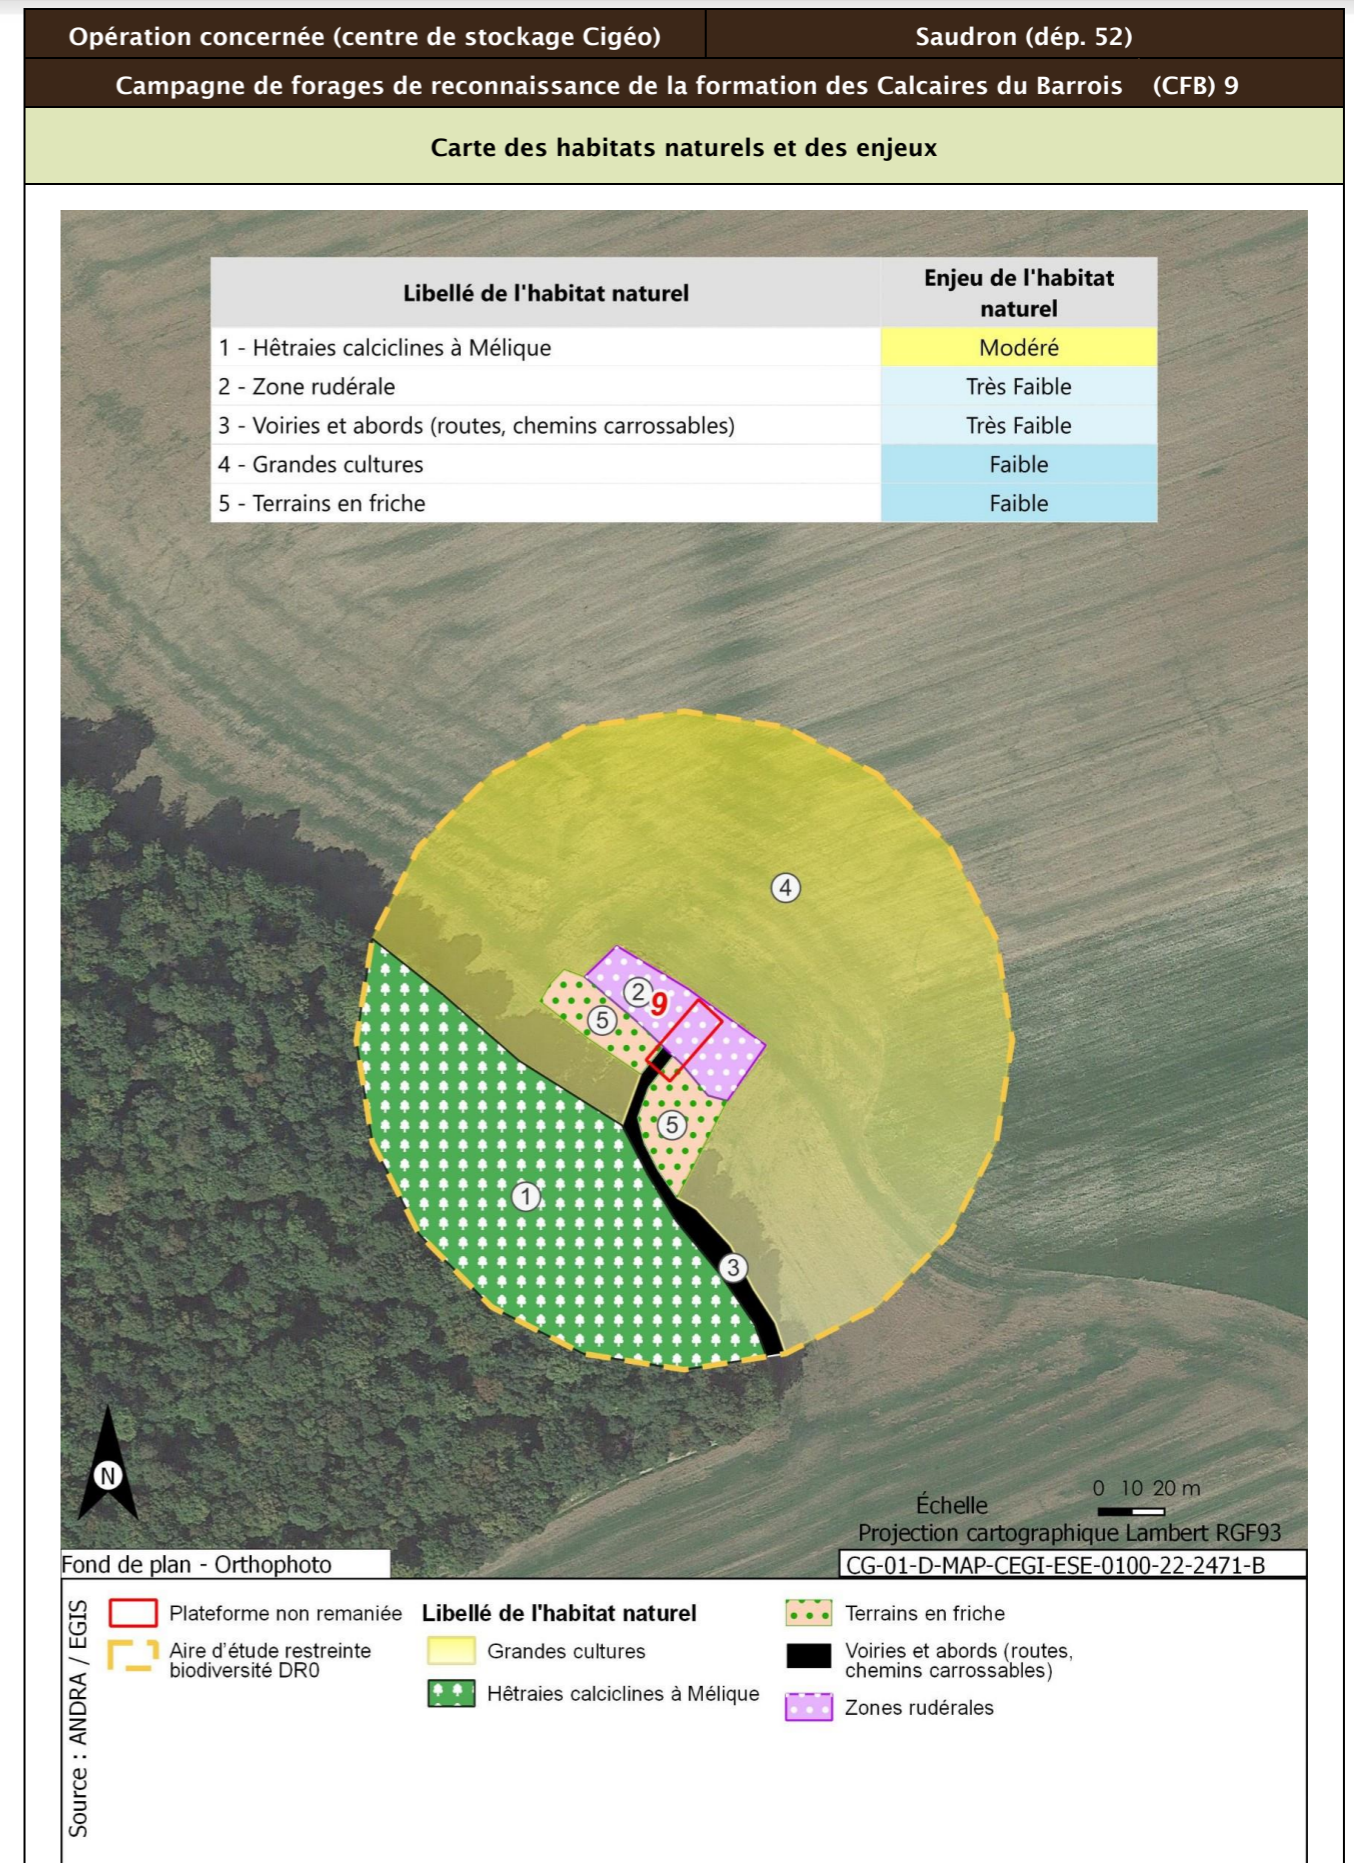 Opération concernée (centre de stockage Cigéo)
Saudron (dép. 52)
Campagne de forages de reconnaissance de la formation des Calcaires du Barrois (CFB) 9
Carte des habitats naturels et des enjeux
Libellé de l'habitat naturel
Enjeu de l'habitat
naturel
1 - Hêtraies calciclines à Mélique
Modéré
2 - Zone rudérale
Très Faible
3 - Voiries et abords (routes, chemins carrossables)
Très Faible
4 - Grandes cultures
Faible
5 - Terrains en friche
Faible
4
2
9
5
5
1
3
N
0 10 20 m
Échelle
Projection cartographique Lambert RGF93
Fond de plan - Orthophoto
CG-01-D-MAP-CEGI-ESE-0100-22-2471-B
Source : ANDRA / EGIS
Plateforme non remaniée
Aire d'étude restreinte
biodiversité DR0
Libellé de l'habitat naturel
Grandes cultures
Hêtraies calciclines à Mélique
Terrains en friche
Voiries et abords (routes,
chemins carrossables)
Zones rudérales